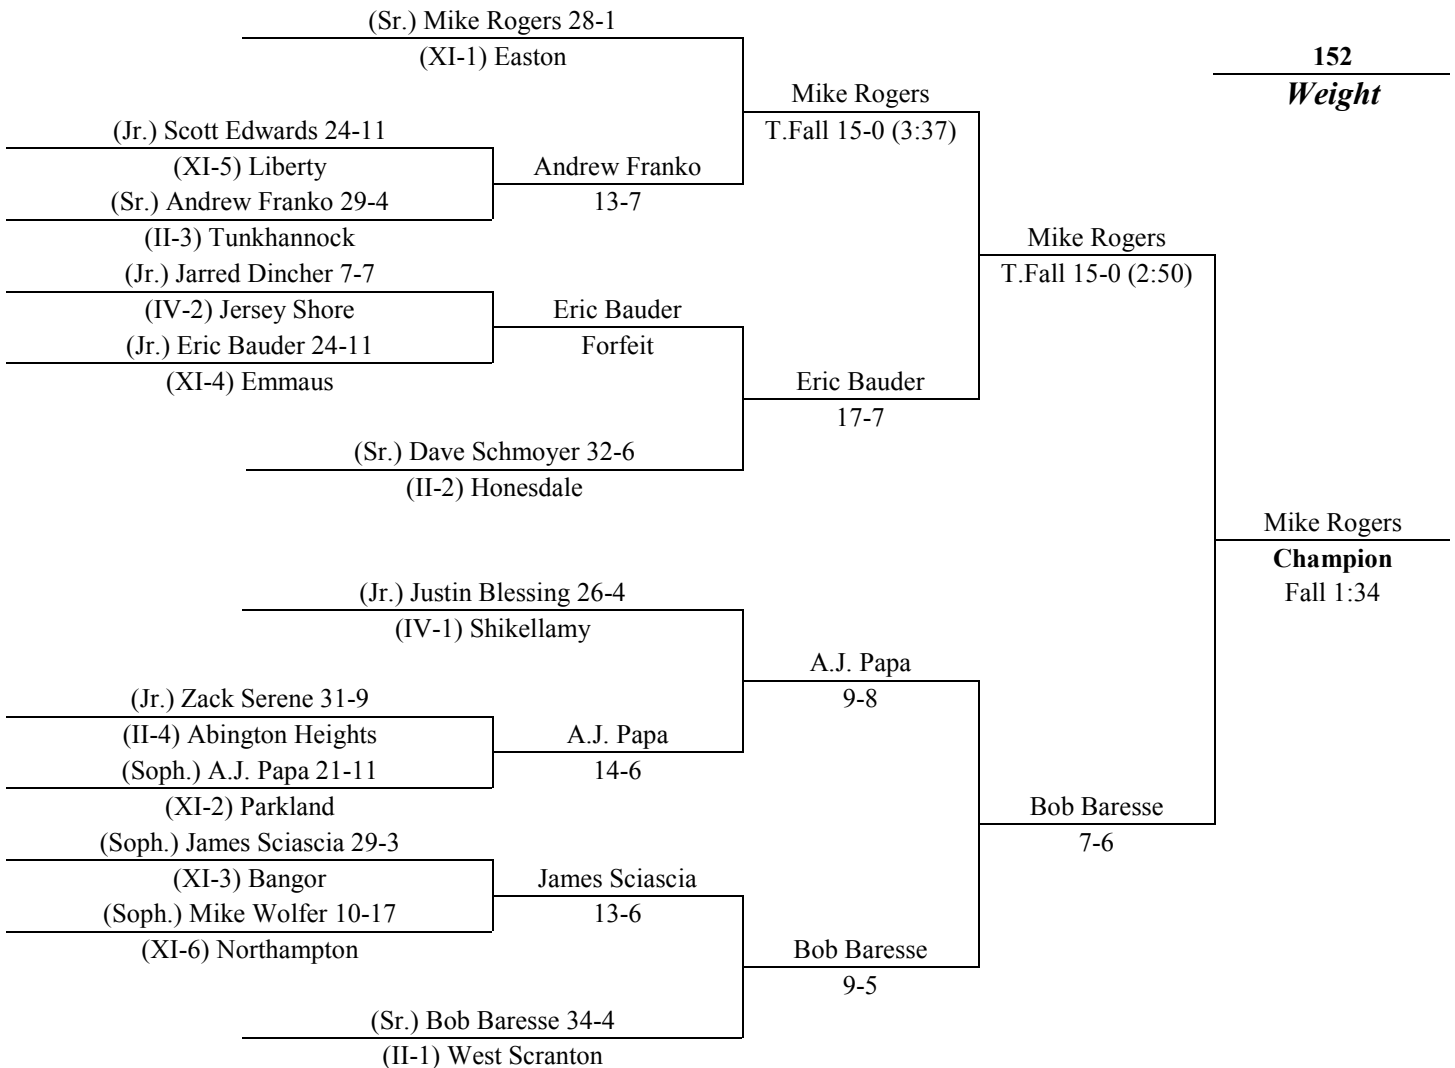 (Sr.) Mike Rogers 28-1
(XI-1) Easton
152
Weight
Mike Rogers
T.Fall 15-0 (3:37)
(Jr.) Scott Edwards 24-11
(XI-5) Liberty
Andrew Franko
13-7
(Sr.) Andrew Franko 29-4
(II-3) Tunkhannock
Mike Rogers
T.Fall 15-0 (2:50)
(Jr.) Jarred Dincher 7-7
(IV-2) Jersey Shore
Eric Bauder
Forfeit
(Jr.) Eric Bauder 24-11
(XI-4) Emmaus
Eric Bauder
17-7
(Sr.) Dave Schmoyer 32-6
(II-2) Honesdale
Mike Rogers
Champion
Fall 1:34
(Jr.) Justin Blessing 26-4
(IV-1) Shikellamy
A.J. Papa
9-8
(Jr.) Zack Serene 31-9
(II-4) Abington Heights
A.J. Papa
14-6
(Soph.) A.J. Papa 21-11
(XI-2) Parkland
Bob Baresse
7-6
(Soph.) James Sciascia 29-3
(XI-3) Bangor
James Sciascia
13-6
(Soph.) Mike Wolfer 10-17
(XI-6) Northampton
Bob Baresse
9-5
(Sr.) Bob Baresse 34-4
(II-1) West Scranton